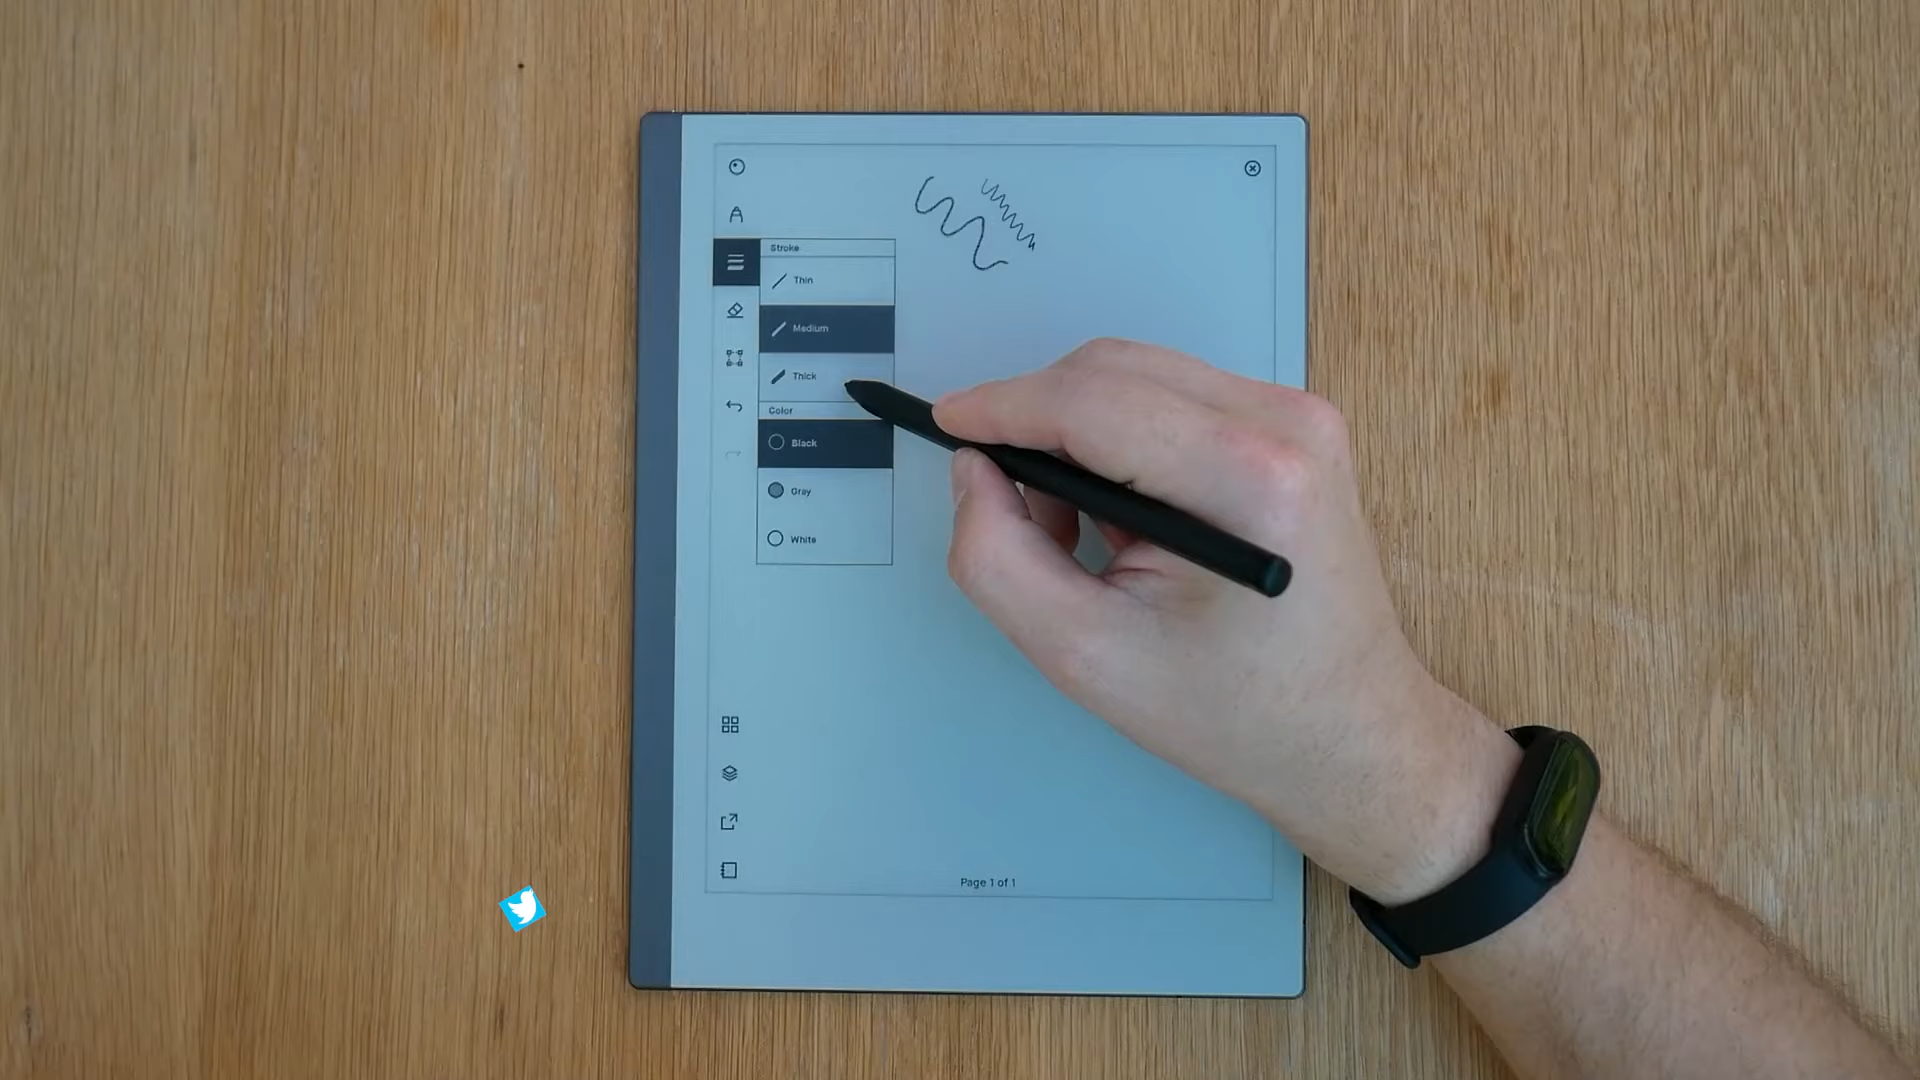 Stroke
Thin
Medium
Thick
Color
Black
Gray
White
Page 1 of 1